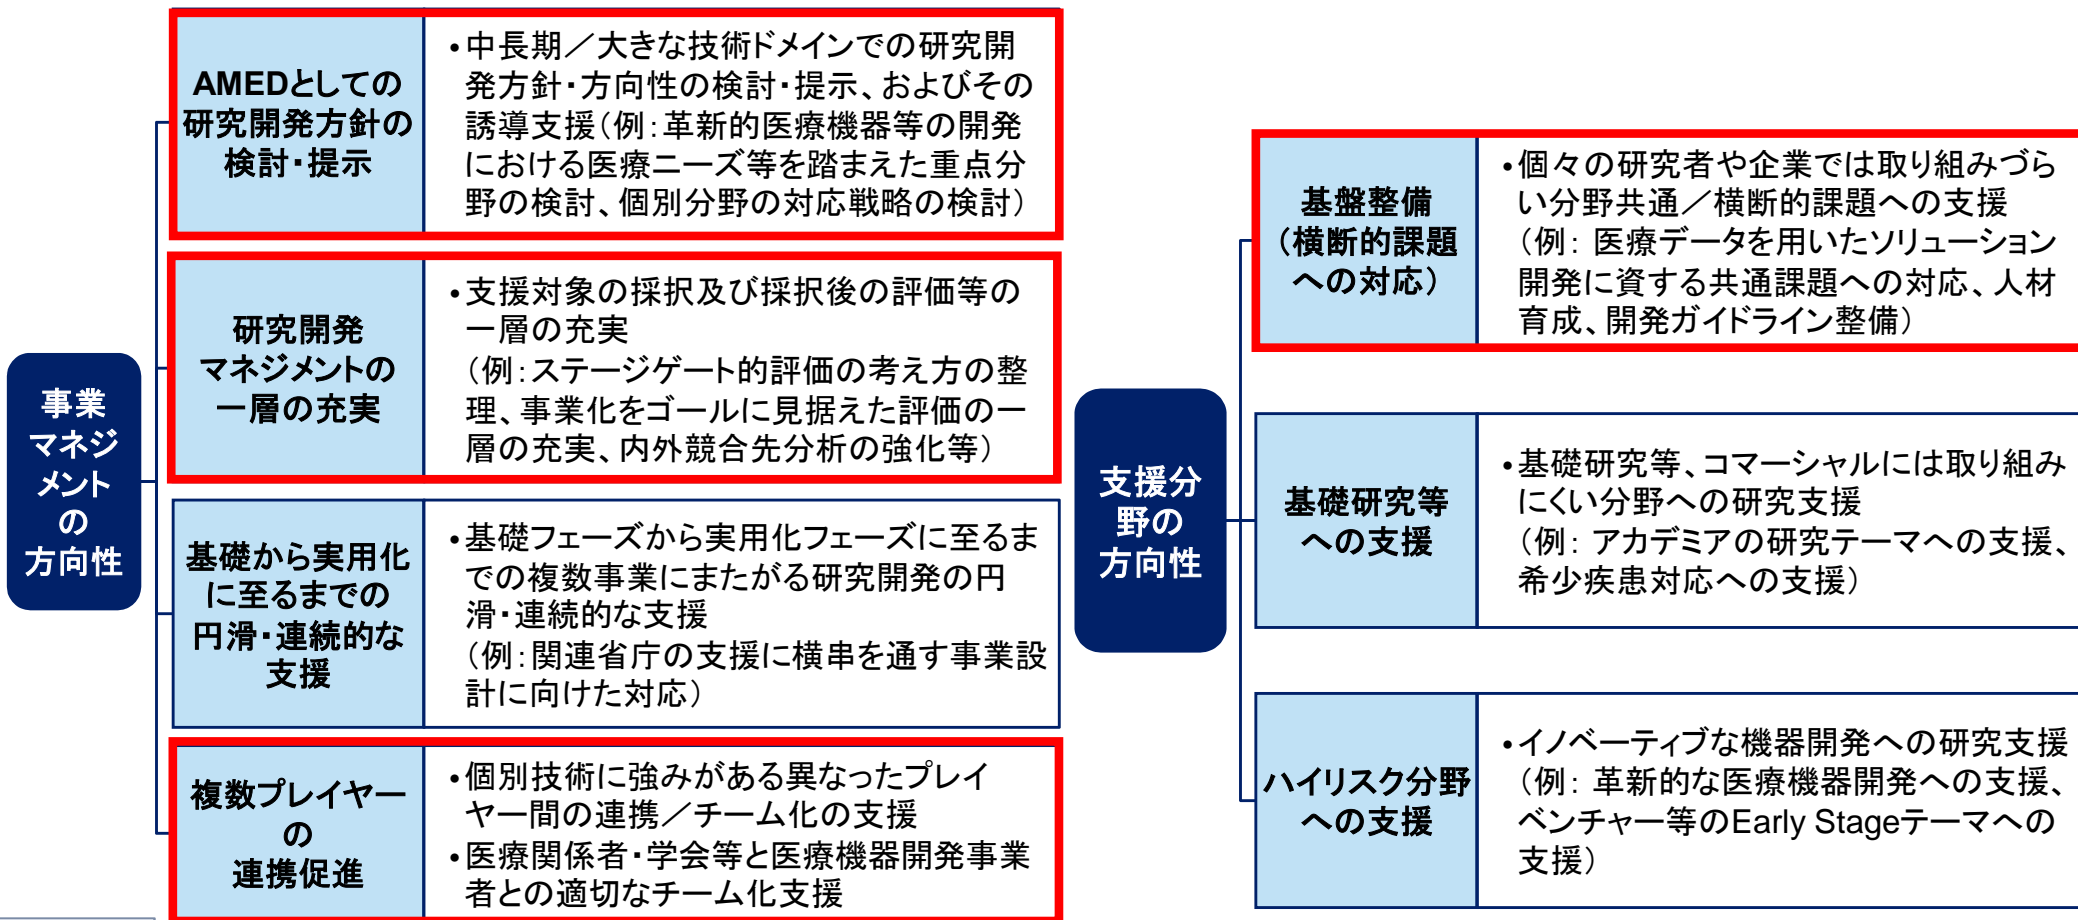 事業
マネジ
メント
の
方向性
AMEDとしての
研究開発方針の
検討・提示
•中長期／大きな技術ドメインでの研究開
発方針・方向性の検討・提示、およびその
誘導支援（例：革新的医療機器等の開発
における医療ニーズ等を踏まえた重点分
野の検討、個別分野の対応戦略の検討）
研究開発
マネジメントの
一層の充実
•支援対象の採択及び採択後の評価等の
一層の充実
（例：ステージゲート的評価の考え方の整
理、事業化をゴールに見据えた評価の一
層の充実、内外競合先分析の強化等）
基礎から実用化
に至るまでの
円滑・連続的な
支援
•基礎フェーズから実用化フェーズに至るま
での複数事業にまたがる研究開発の円
滑・連続的な支援
（例：関連省庁の支援に横串を通す事業設
計に向けた対応）
複数プレイヤー
の
連携促進
•個別技術に強みがある異なったプレイ
ヤー間の連携／チーム化の支援
•医療関係者・学会等と医療機器開発事業
者との適切なチーム化支援
支援分
野の
方向性
基盤整備
（横断的課題
への対応）
•個々の研究者や企業では取り組みづら
い分野共通／横断的課題への支援
（例： 医療データを用いたソリューション
開発に資する共通課題への対応、人材
育成、開発ガイドライン整備）
基礎研究等
への支援
•基礎研究等、コマーシャルには取り組み
にくい分野への研究支援
（例： アカデミアの研究テーマへの支援、
希少疾患対応への支援）
ハイリスク分野
への支援
•イノベーティブな機器開発への研究支援
（例： 革新的な医療機器開発への支援、
ベンチャー等のEarly Stageテーマへの
支援）